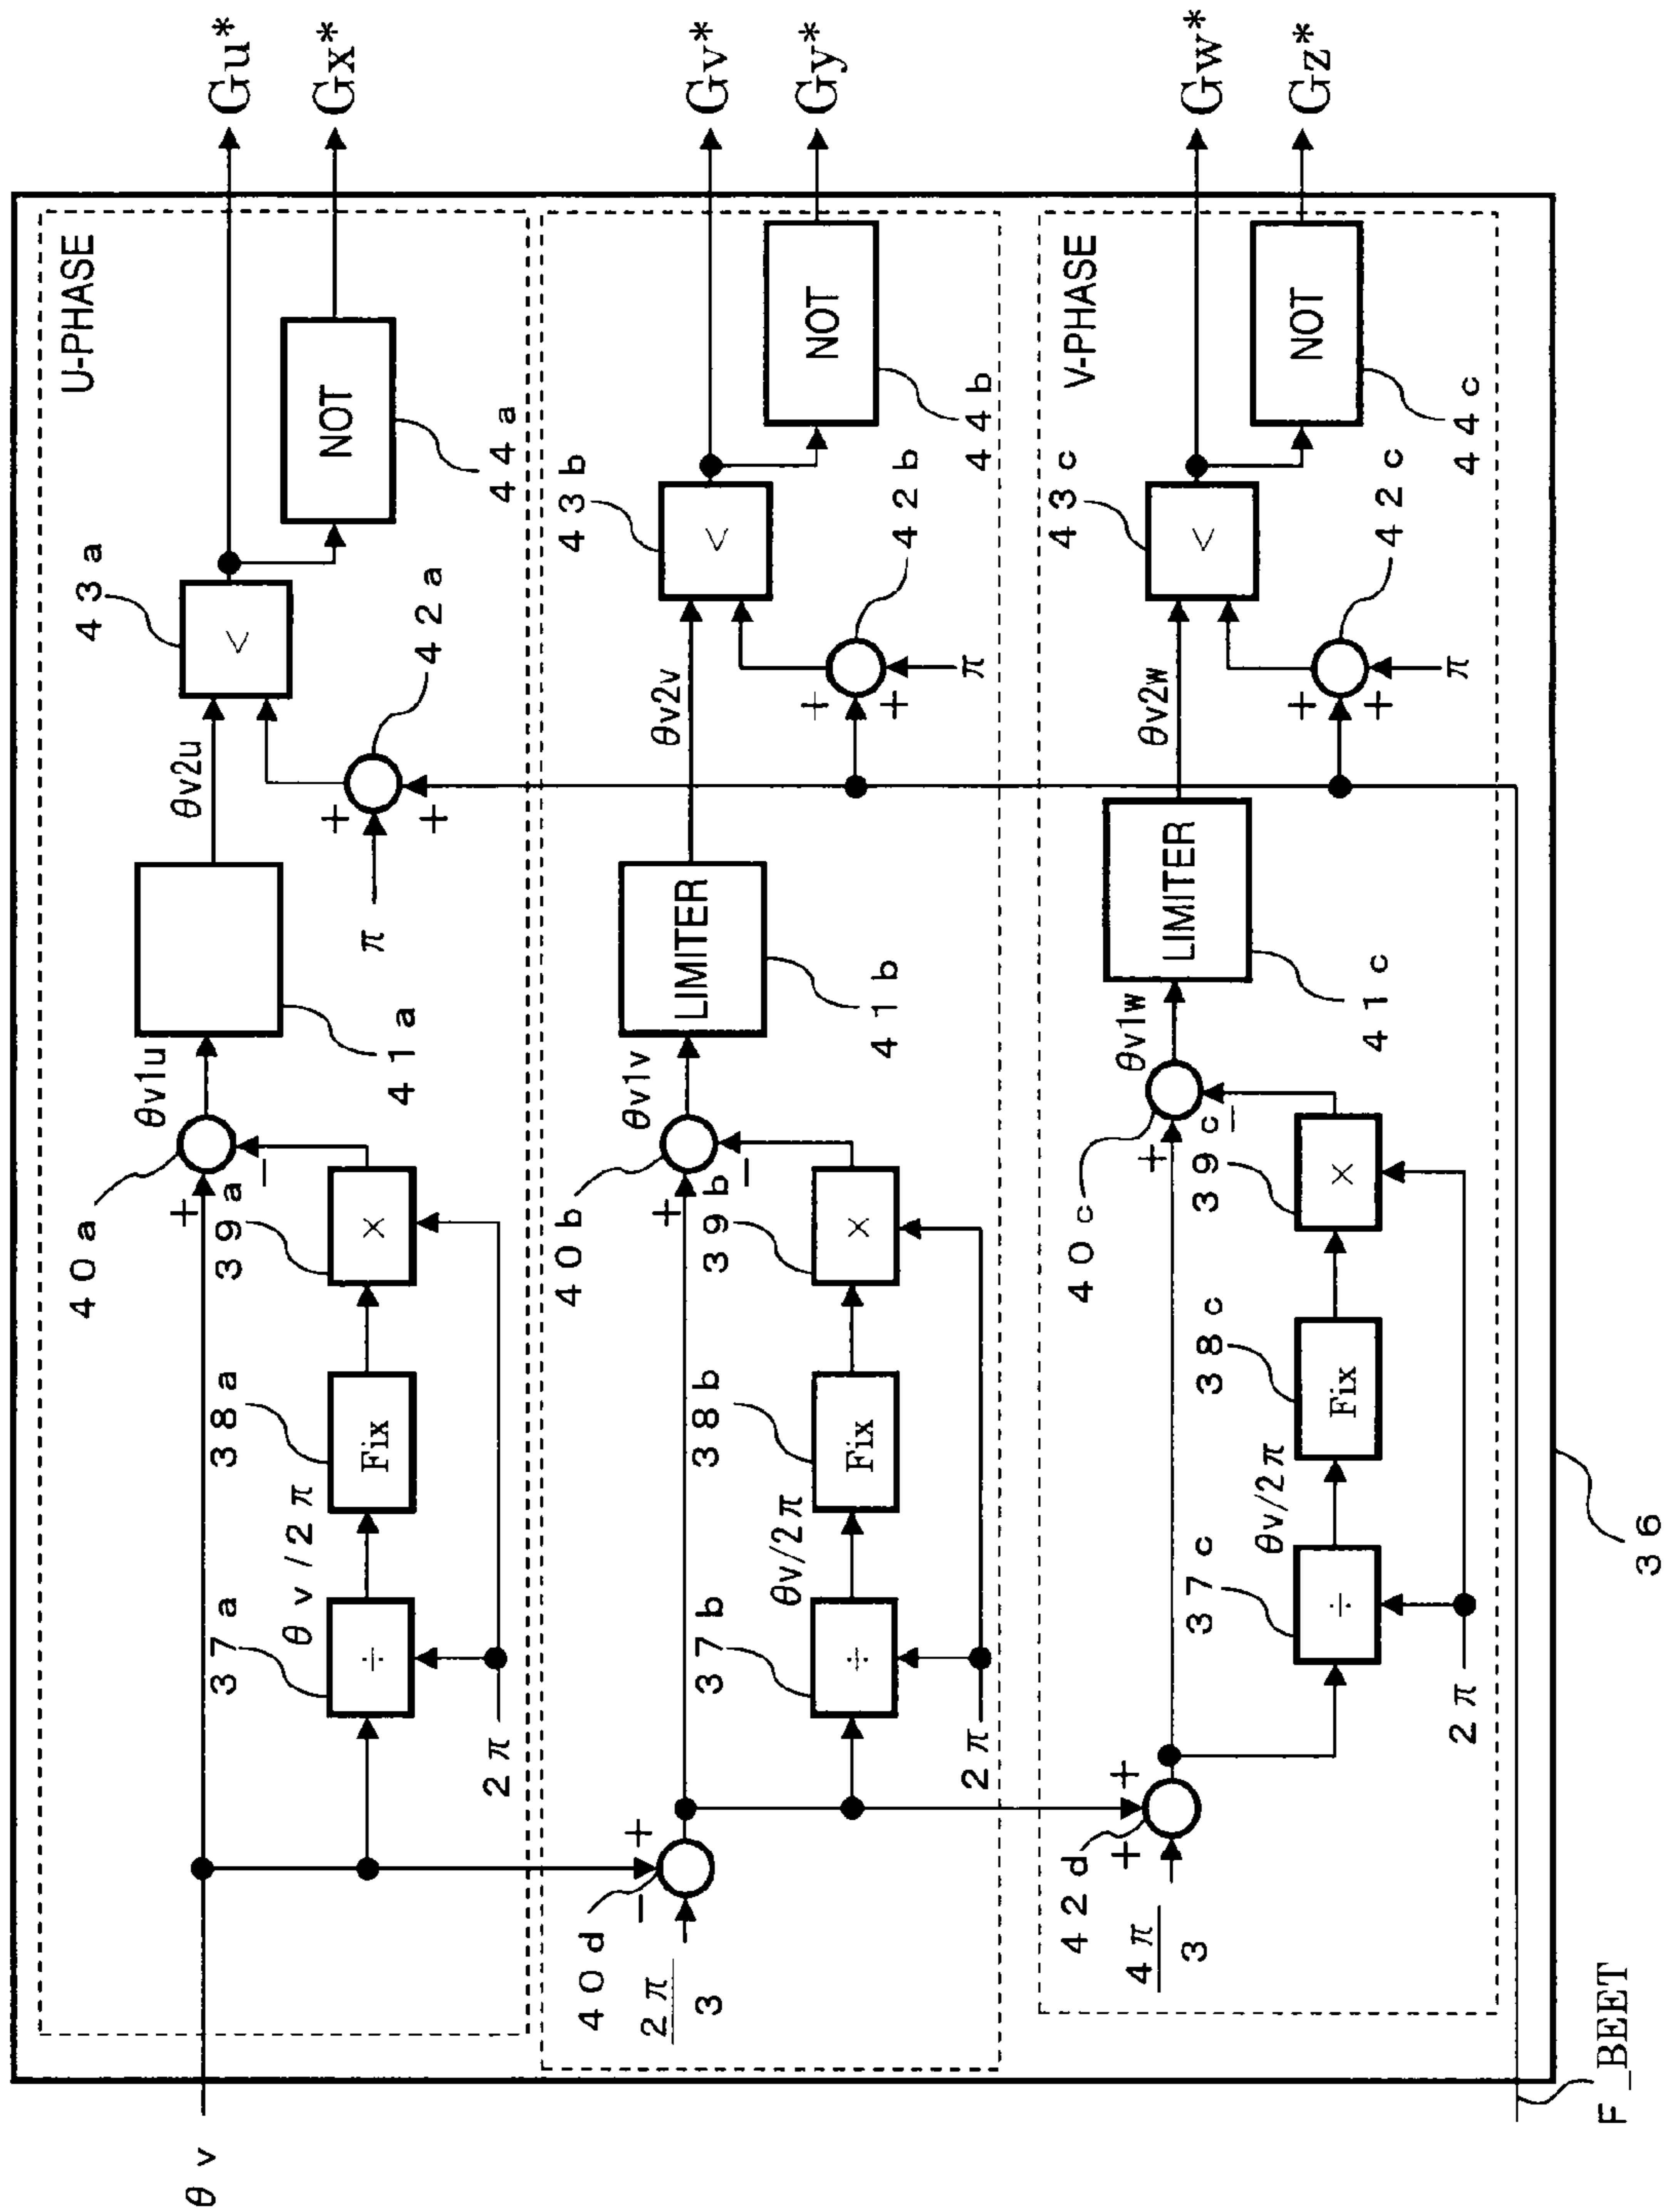 θv
U-PHASE
40a
θv1u
41a
θv2u
43a
Gu*
+
−
37a
÷
θv/2π
38a
Fix
39a
×
2π
π
+
+
42a
<
NOT
44a
Gx*
40d
2π
3
−
+
40b
θv1v
LIMITER
41b
θv2v
43b
Gv*
+
−
37b
÷
θv/2π
38b
Fix
39b
×
2π
+
+
π
42b
<
NOT
44b
Gy*
V-PHASE
42d
4π
3
+
+
40c
θv1w
LIMITER
41c
θv2w
43c
Gw*
+
−
37c
÷
θv/2π
38c
Fix
39c
×
2π
+
+
π
42c
<
NOT
44c
Gz*
F_BEET
36